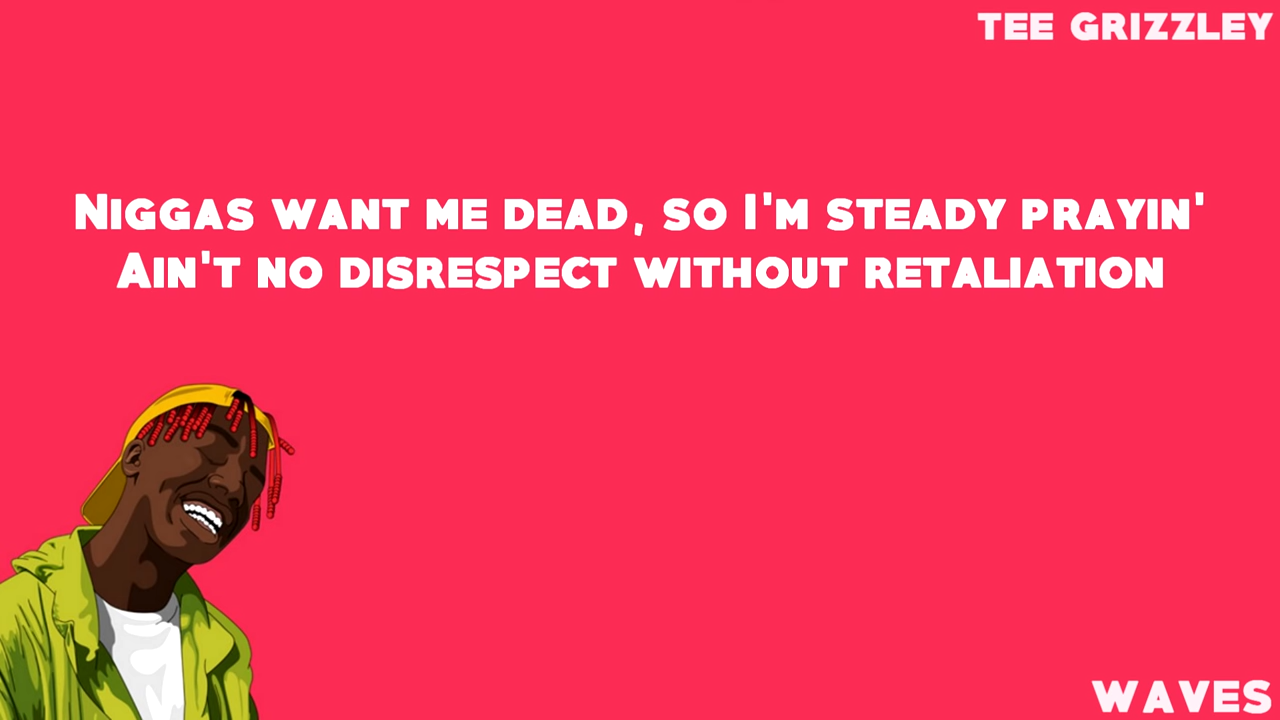 TEE GRIZZLEY
NIGGAS WANT ME DEAD, SO I'M STEADY PRAYIN'
AIN'T NO DISRESPECT WITHOUT RETALIATION
WAVES